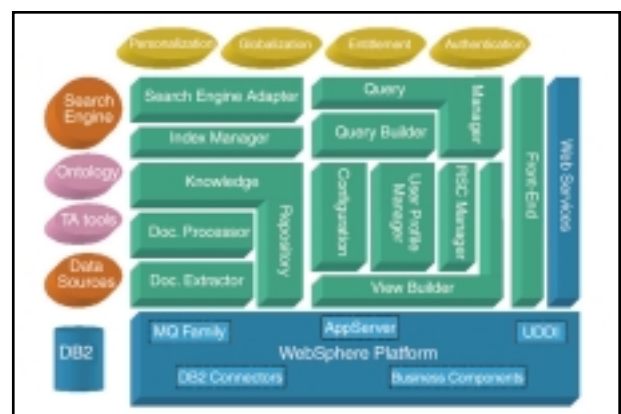 Personalization
Globalization
Entitlement
Authentication
Search
Engine
Search Engine Adapter
Query
Manager
Index Manager
Query Builder
Ontology
Knowledge
Repository
Configuration
User Profile
Manager
RSC Manager
Front-End
Web Services
TA tools
Doc. Processor
Data
Sources
Doc. Extractor
View Builder
DB2
MQ Family
AppServer
UDDI
WebSphere Platform
DB2 Connectors
Business Components